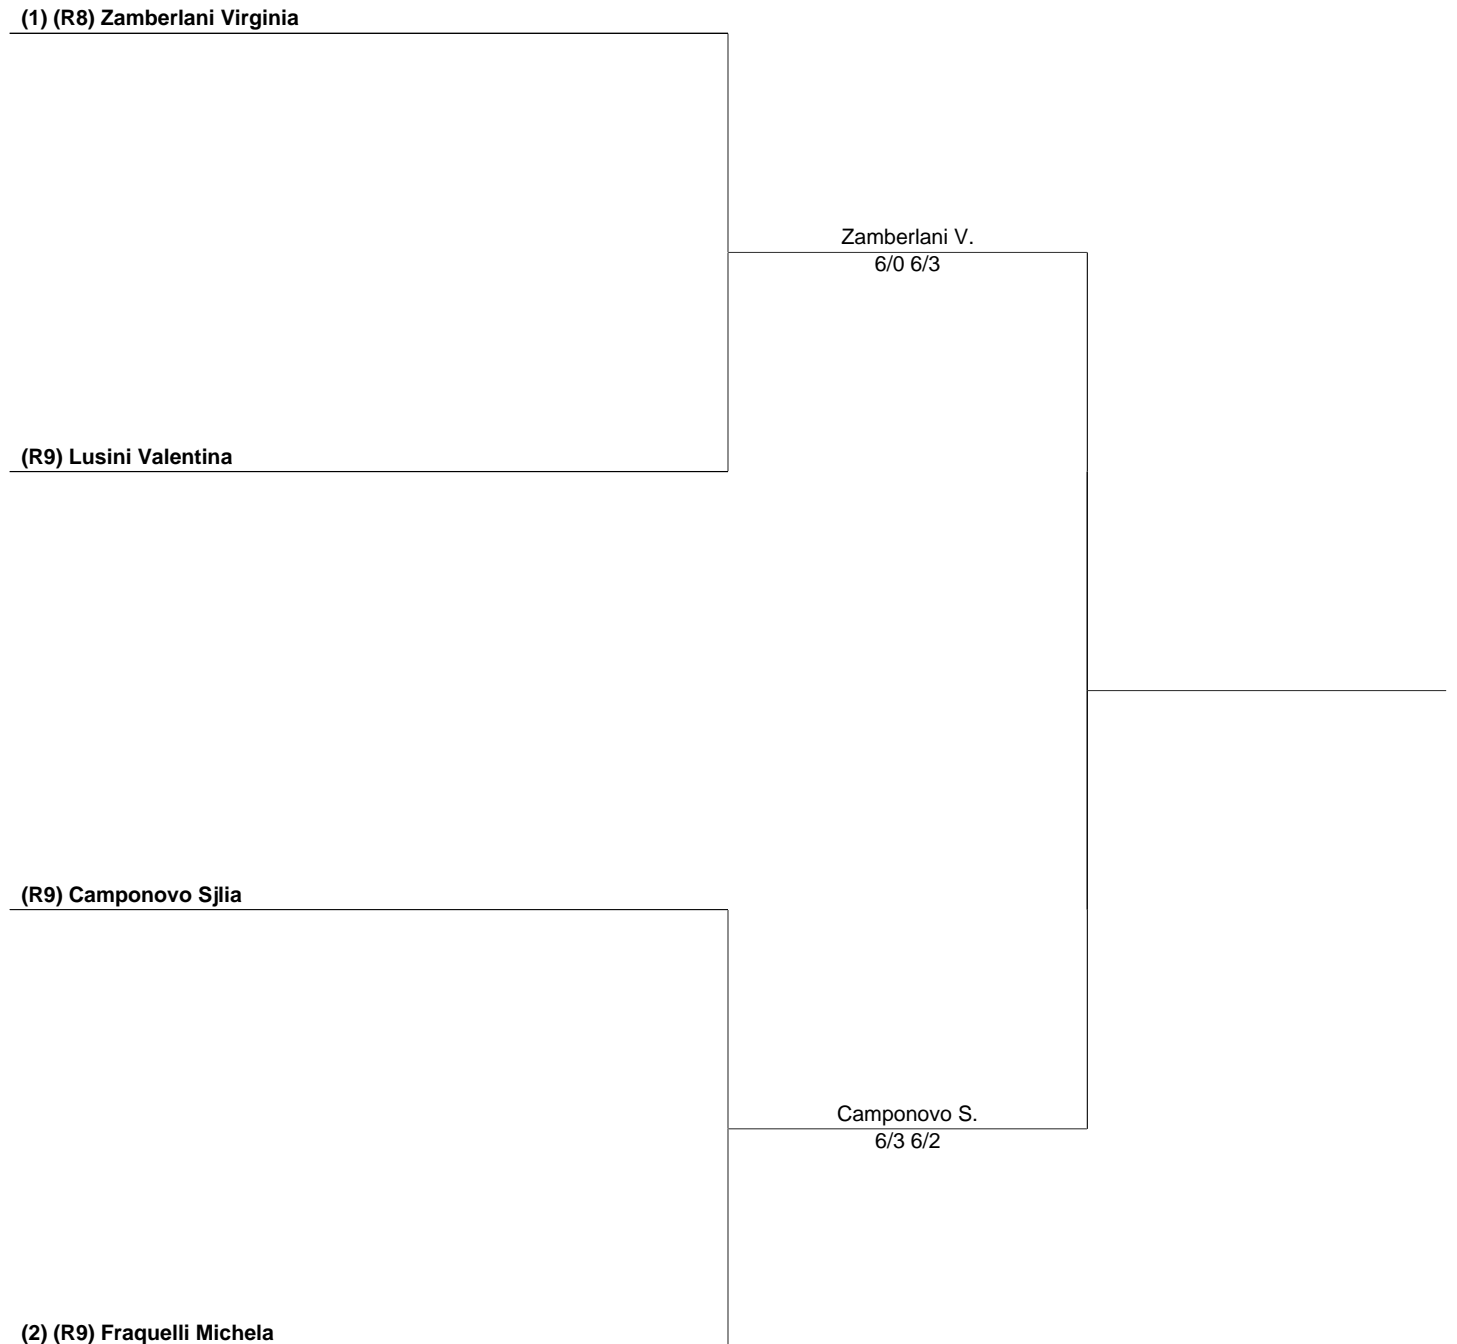 (1) (R8) Zamberlani Virginia
Zamberlani V.
6/0 6/3
(R9) Lusini Valentina
(R9) Camponovo Sjlia
Camponovo S.
6/3 6/2
(2) (R9) Fraquelli Michela